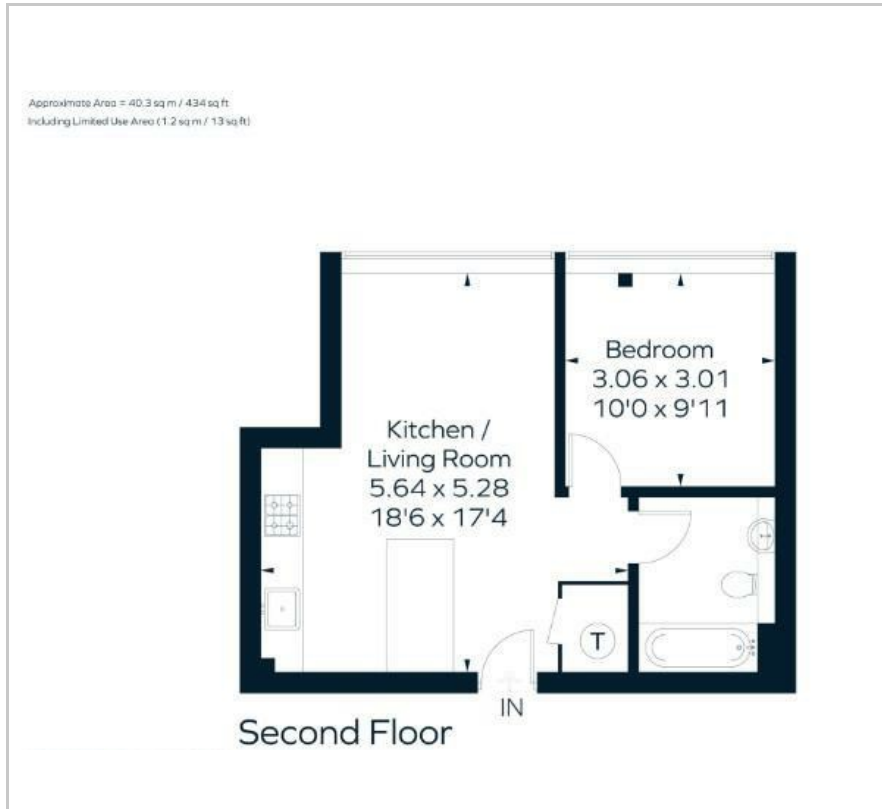 Approximate Area = 40.3 sq m / 434 sq ft
Including Limited Use Area (1.2 sq m / 13 sq ft)
Bedroom
3.06 x 3.01
10'0 x 9'11
Kitchen /
Living Room
5.64 x 5.28
18'6 x 17'4
T
IN
Second Floor